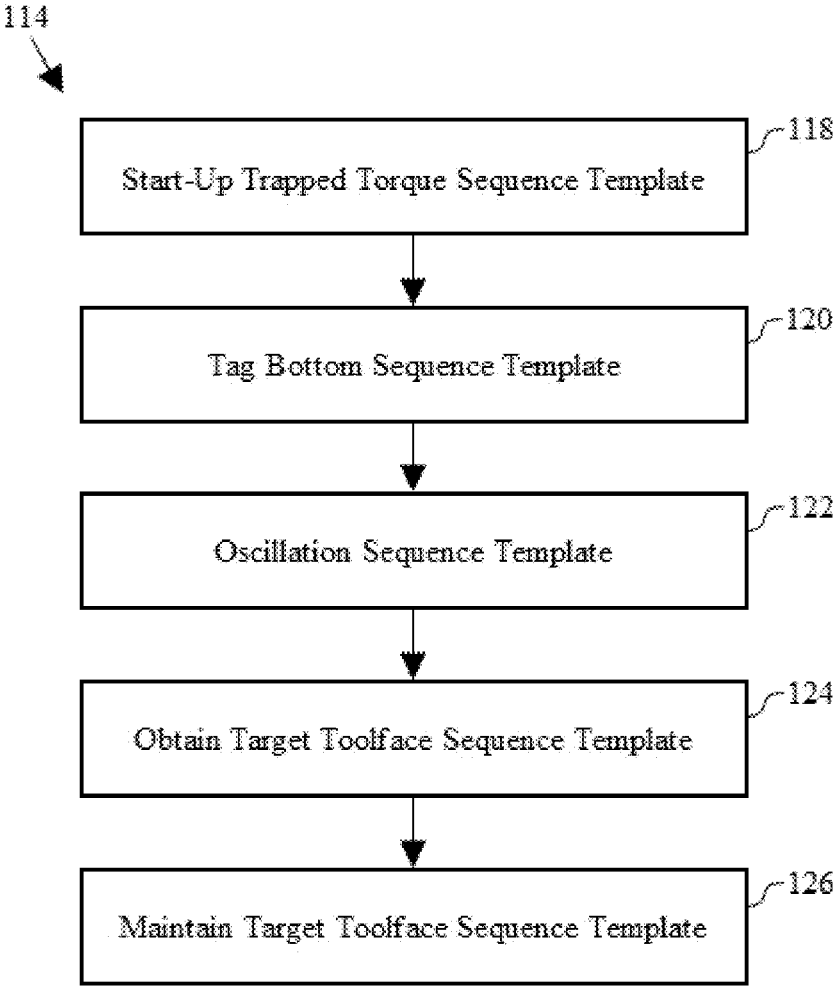 114
Start-Up Trapped Torque Sequence Template
118
Tag Bottom Sequence Template
120
Oscillation Sequence Template
122
Obtain Target Toolface Sequence Template
124
Maintain Target Toolface Sequence Template
126